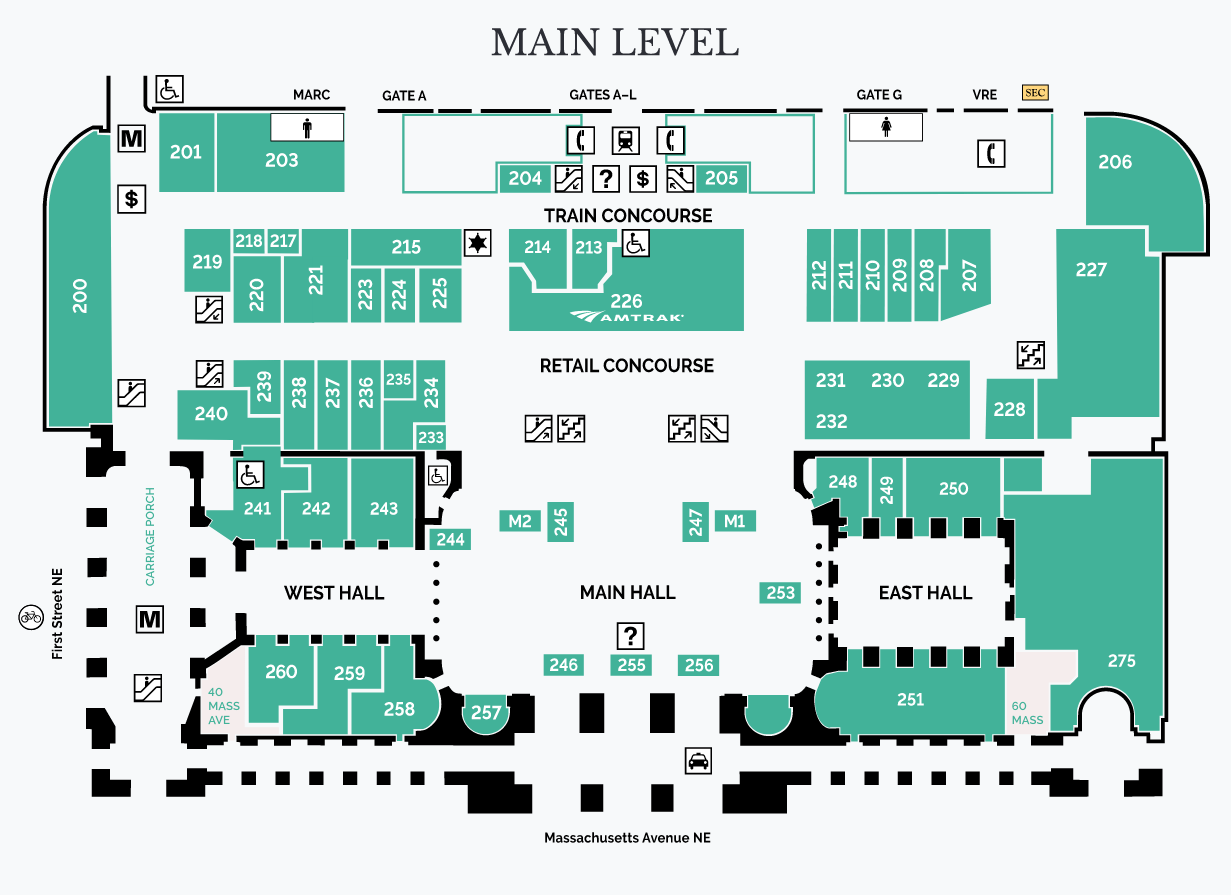 MAIN LEVEL
MARC
GATE A
GATES A–L
GATE G
VRE
SEC
M
201
203
204
?
$
205
206
$
TRAIN CONCOURSE
200
219
218
217
220
221
215
223
224
225
214
213
226
AMTRAK
212
211
210
209
208
207
227
RETAIL CONCOURSE
240
239
238
237
236
235
234
233
231
230
229
232
228
241
242
243
244
M2
245
247
M1
248
249
250
CARRIAGE PORCH
First Street NE
M
WEST HALL
MAIN HALL
253
EAST HALL
?
246
255
256
260
259
258
257
251
275
40
MASS
AVE
60
MASS
Massachusetts Avenue NE